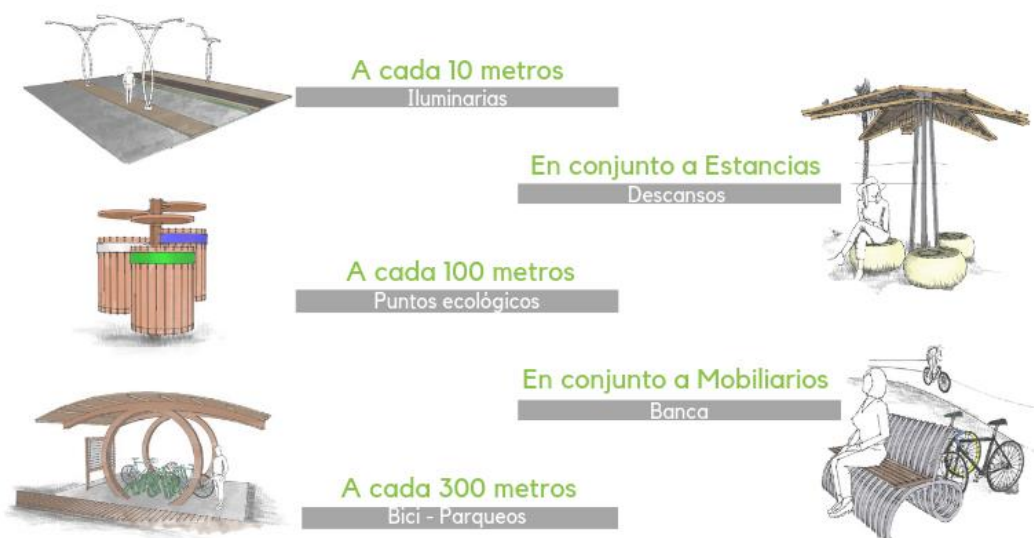 A cada 10 metros
Iluminarias
En conjunto a Estancias
Descansos
A cada 100 metros
Puntos ecológicos
En conjunto a Mobiliarios
Banca
A cada 300 metros
Bici - Parqueos